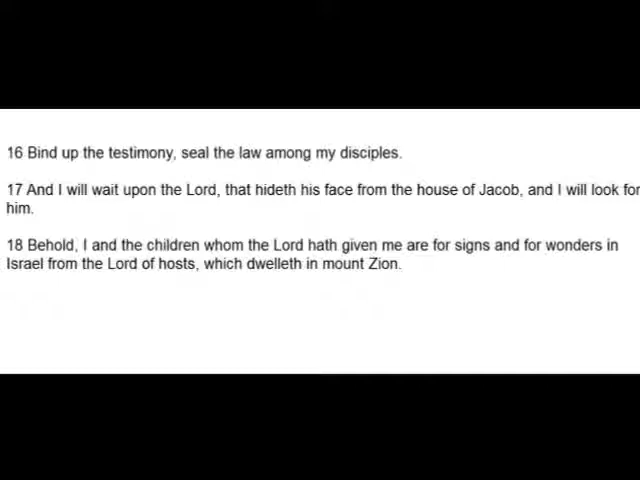 16 Bind up the testimony, seal the law among my disciples.
17 And I will wait upon the Lord, that hideth his face from the house of Jacob, and I will look for
him.
18 Behold, I and the children whom the Lord hath given me are for signs and for wonders in
Israel from the Lord of hosts, which dwelleth in mount Zion.